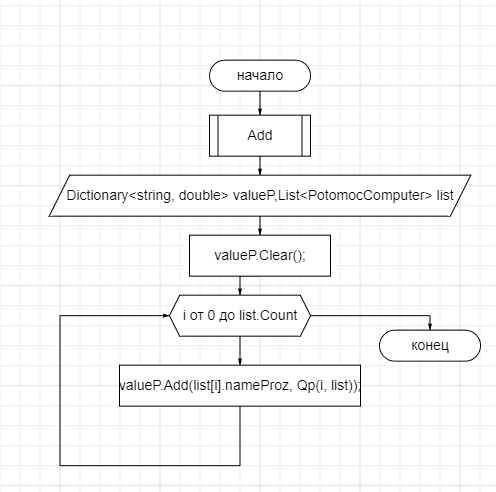 начало
Add
Dictionary<string, double> valueP,List<PotomocComputer> list
valueP.Clear();
i от 0 до list.Count
конец
valueP.Add(list[i].nameProz, Qp(i, list));